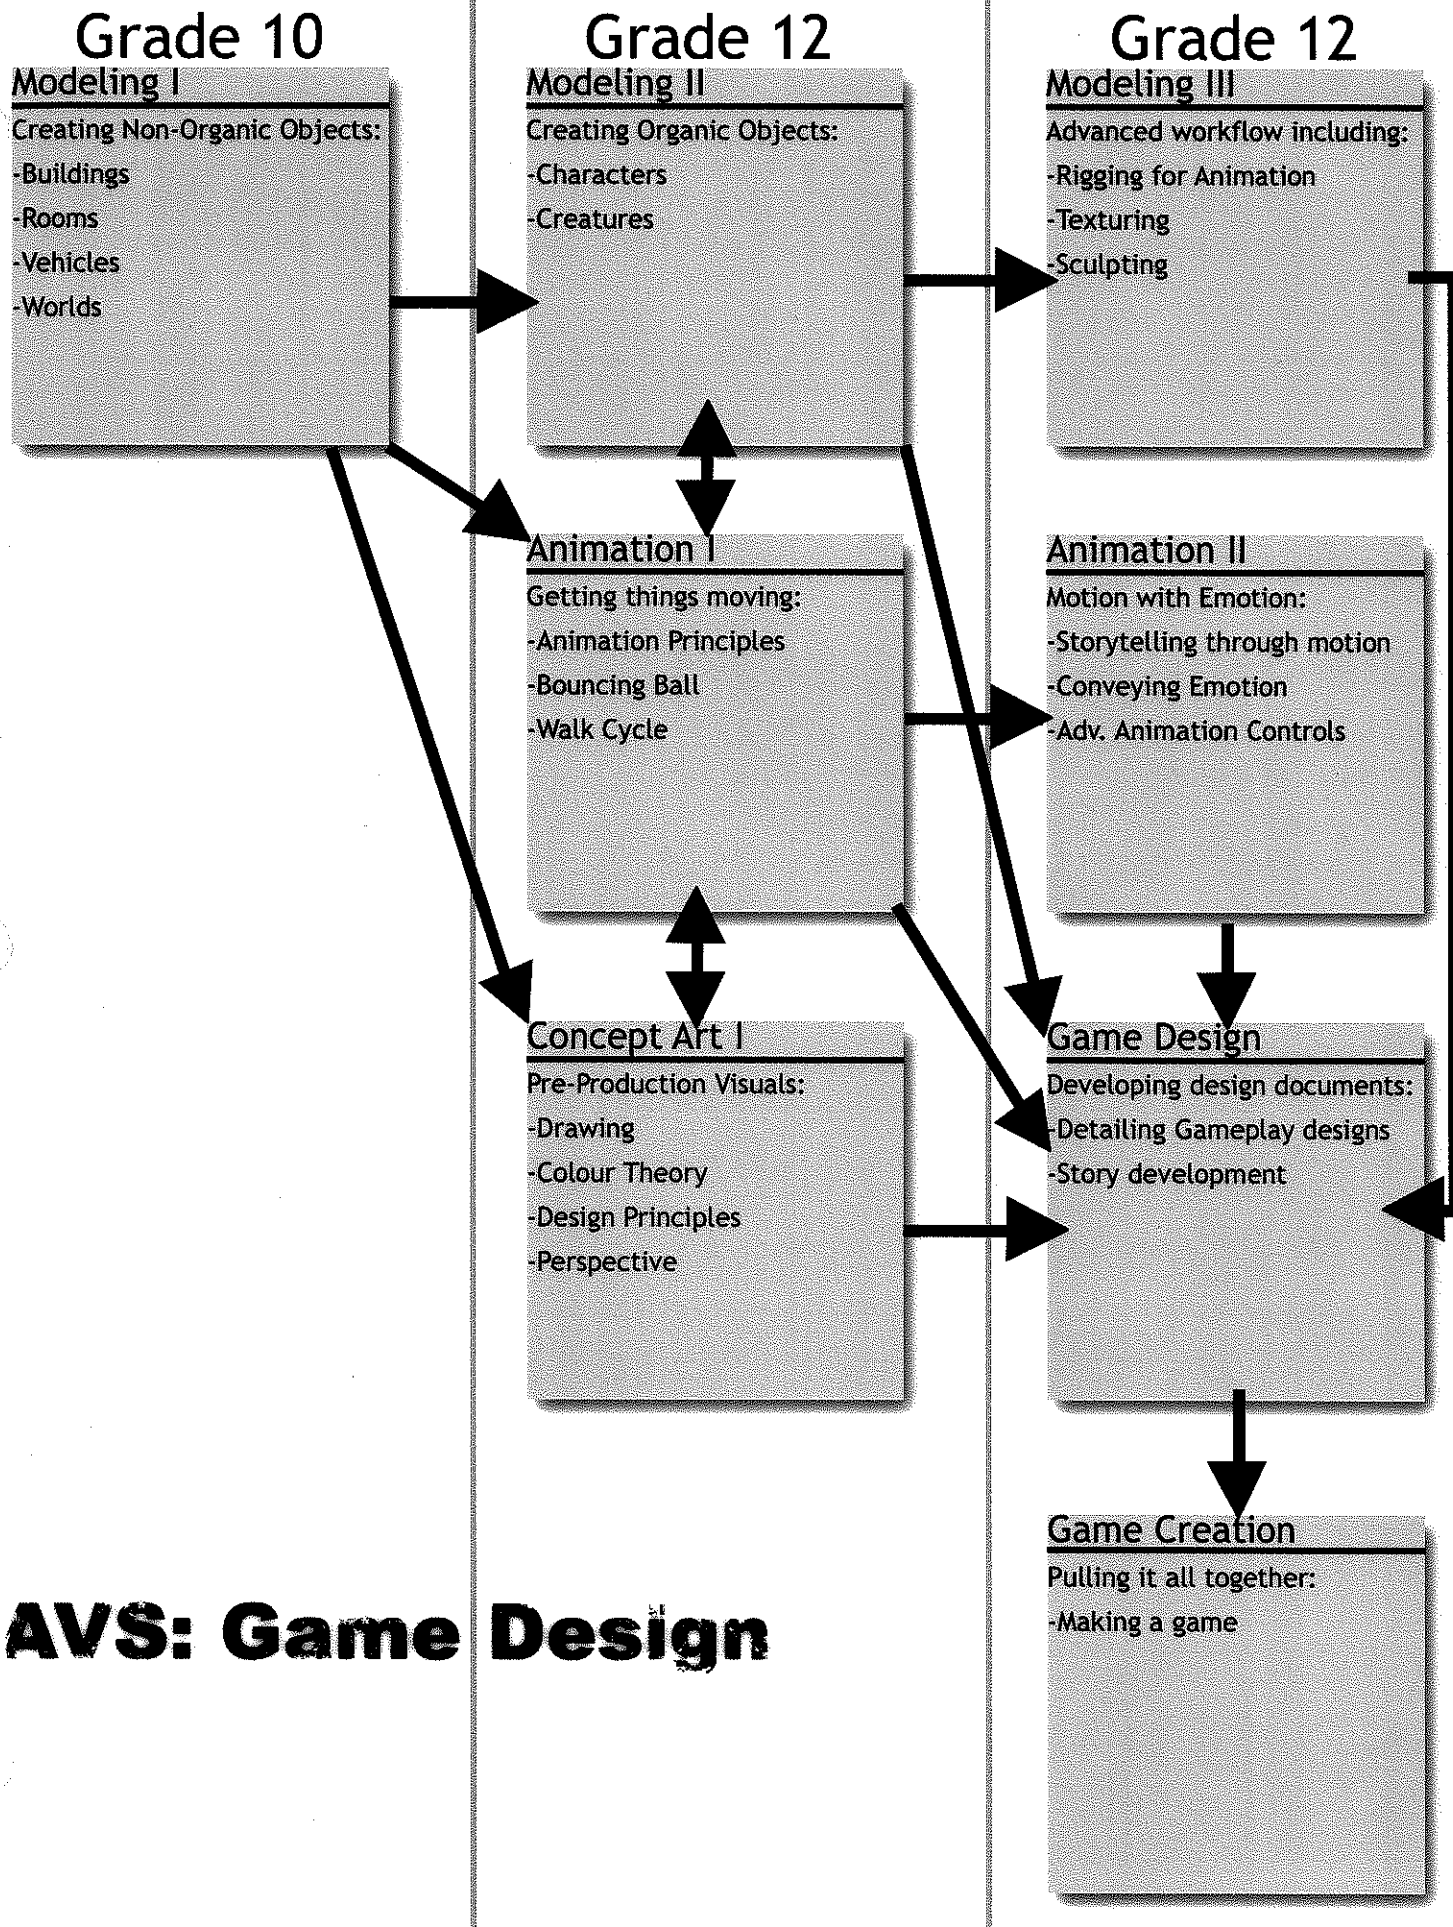 Grade 10
Modeling I
Creating Non-Organic Objects:
-Buildings
-Rooms
-Vehicles
-Worlds
Grade 12
Modeling II
Creating Organic Objects:
-Characters
-Creatures
Animation I
Getting things moving:
-Animation Principles
-Bouncing Ball
-Walk Cycle
Concept Art I
Pre-Production Visuals:
-Drawing
-Colour Theory
-Design Principles
-Perspective
Grade 12
Modeling III
Advanced workflow including:
-Rigging for Animation
-Texturing
-Sculpting
Animation II
Motion with Emotion:
-Storytelling through motion
-Conveying Emotion
-Adv. Animation Controls
Game Design
Developing design documents:
-Detailing Gameplay designs
-Story development
Game Creation
Pulling it all together:
-Making a game
AVS: Game Design